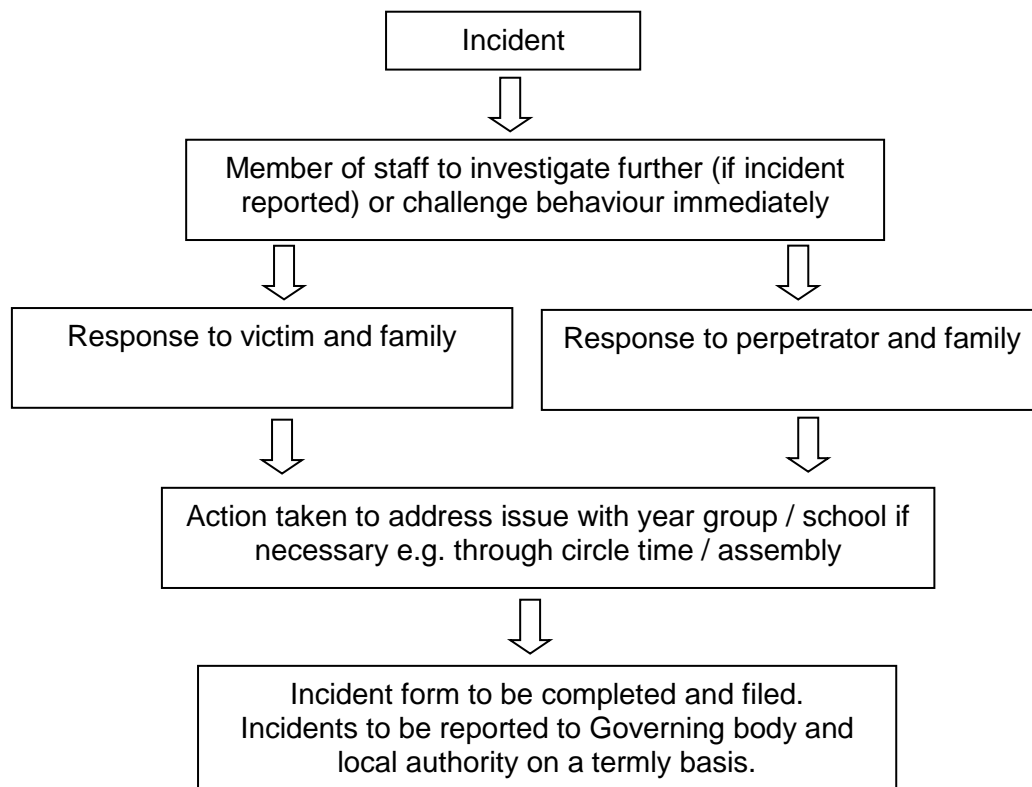 Incident
Member of staff to investigate further (if incident
reported) or challenge behaviour immediately
Response to victim and family
Response to perpetrator and family
Action taken to address issue with year group / school if
necessary e.g. through circle time / assembly
Incident form to be completed and filed.
Incidents to be reported to Governing body and
local authority on a termly basis.